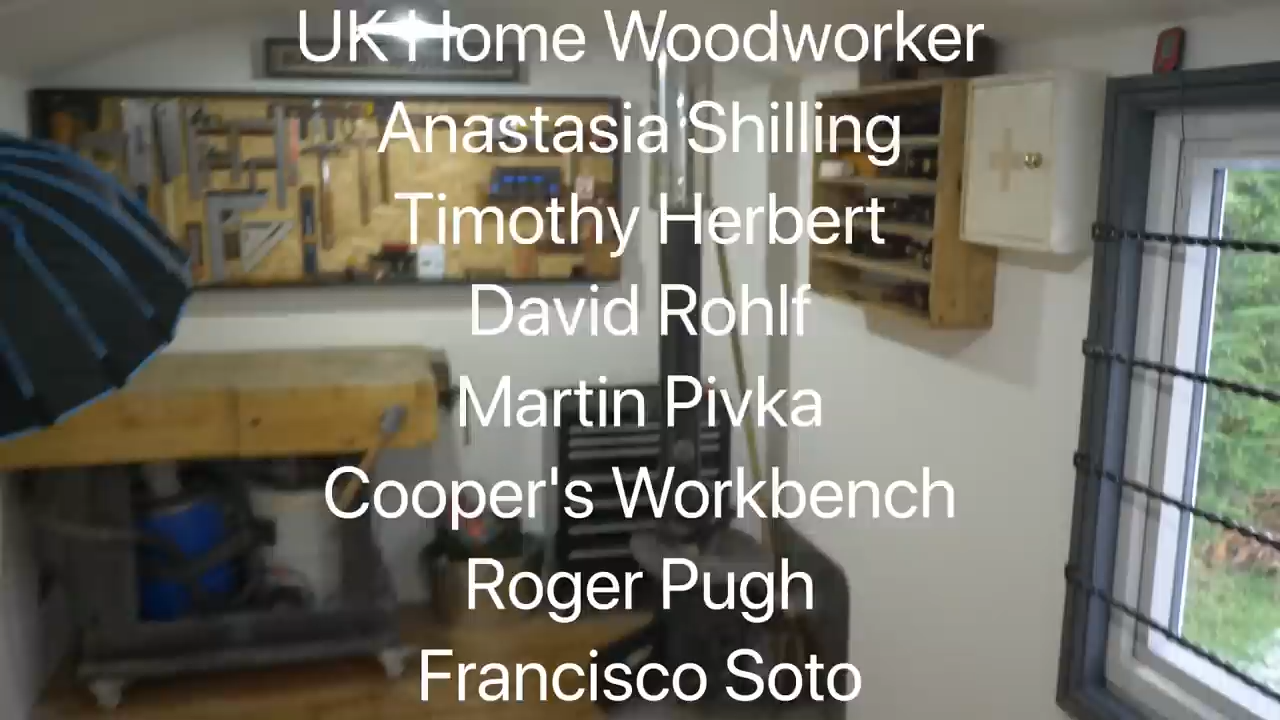 UK Home Woodworker
Anastasia Shilling
Timothy Herbert
David Rohlf
Martin Pivka
Cooper's Workbench
Roger Pugh
Francisco Soto